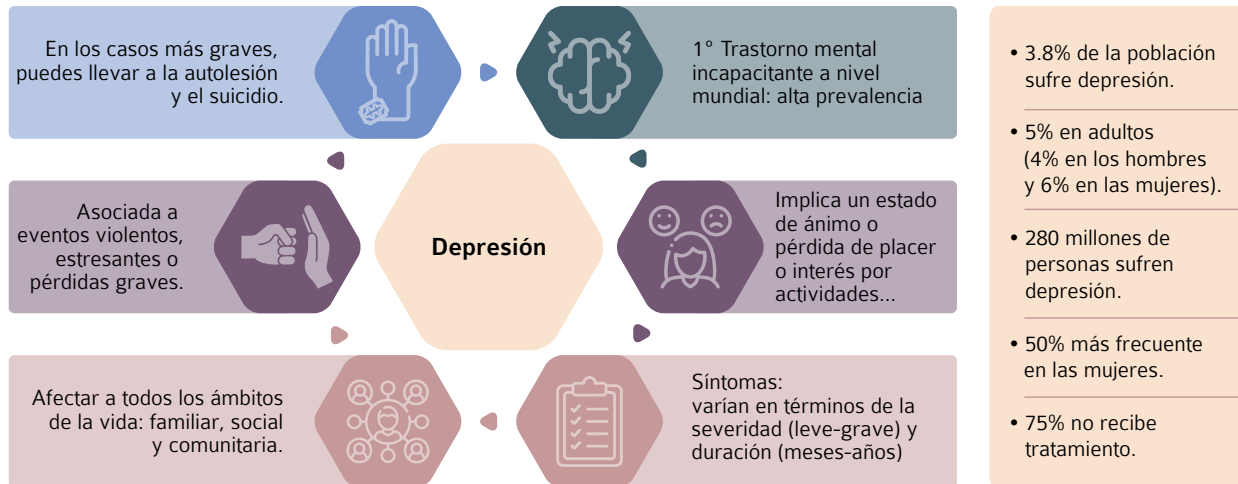 En los casos más graves,
puedes llevar a la autolesión
y el suicidio.
1° Trastorno mental
incapacitante a nivel
mundial: alta prevalencia
Asociada a
eventos violentos,
estresantes o
pérdidas graves.
Depresión
Implica un estado
de ánimo o
pérdida de placer
o interés por
actividades...
Afectar a todos los ámbitos
de la vida: familiar, social
y comunitaria.
Síntomas:
varían en términos de la
severidad (leve-grave) y
duración (meses-años)
• 3.8% de la población
sufre depresión.
• 5% en adultos
(4% en los hombres
y 6% en las mujeres).
• 280 millones de
personas sufren
depresión.
• 50% más frecuente
en las mujeres.
• 75% no recibe
tratamiento.